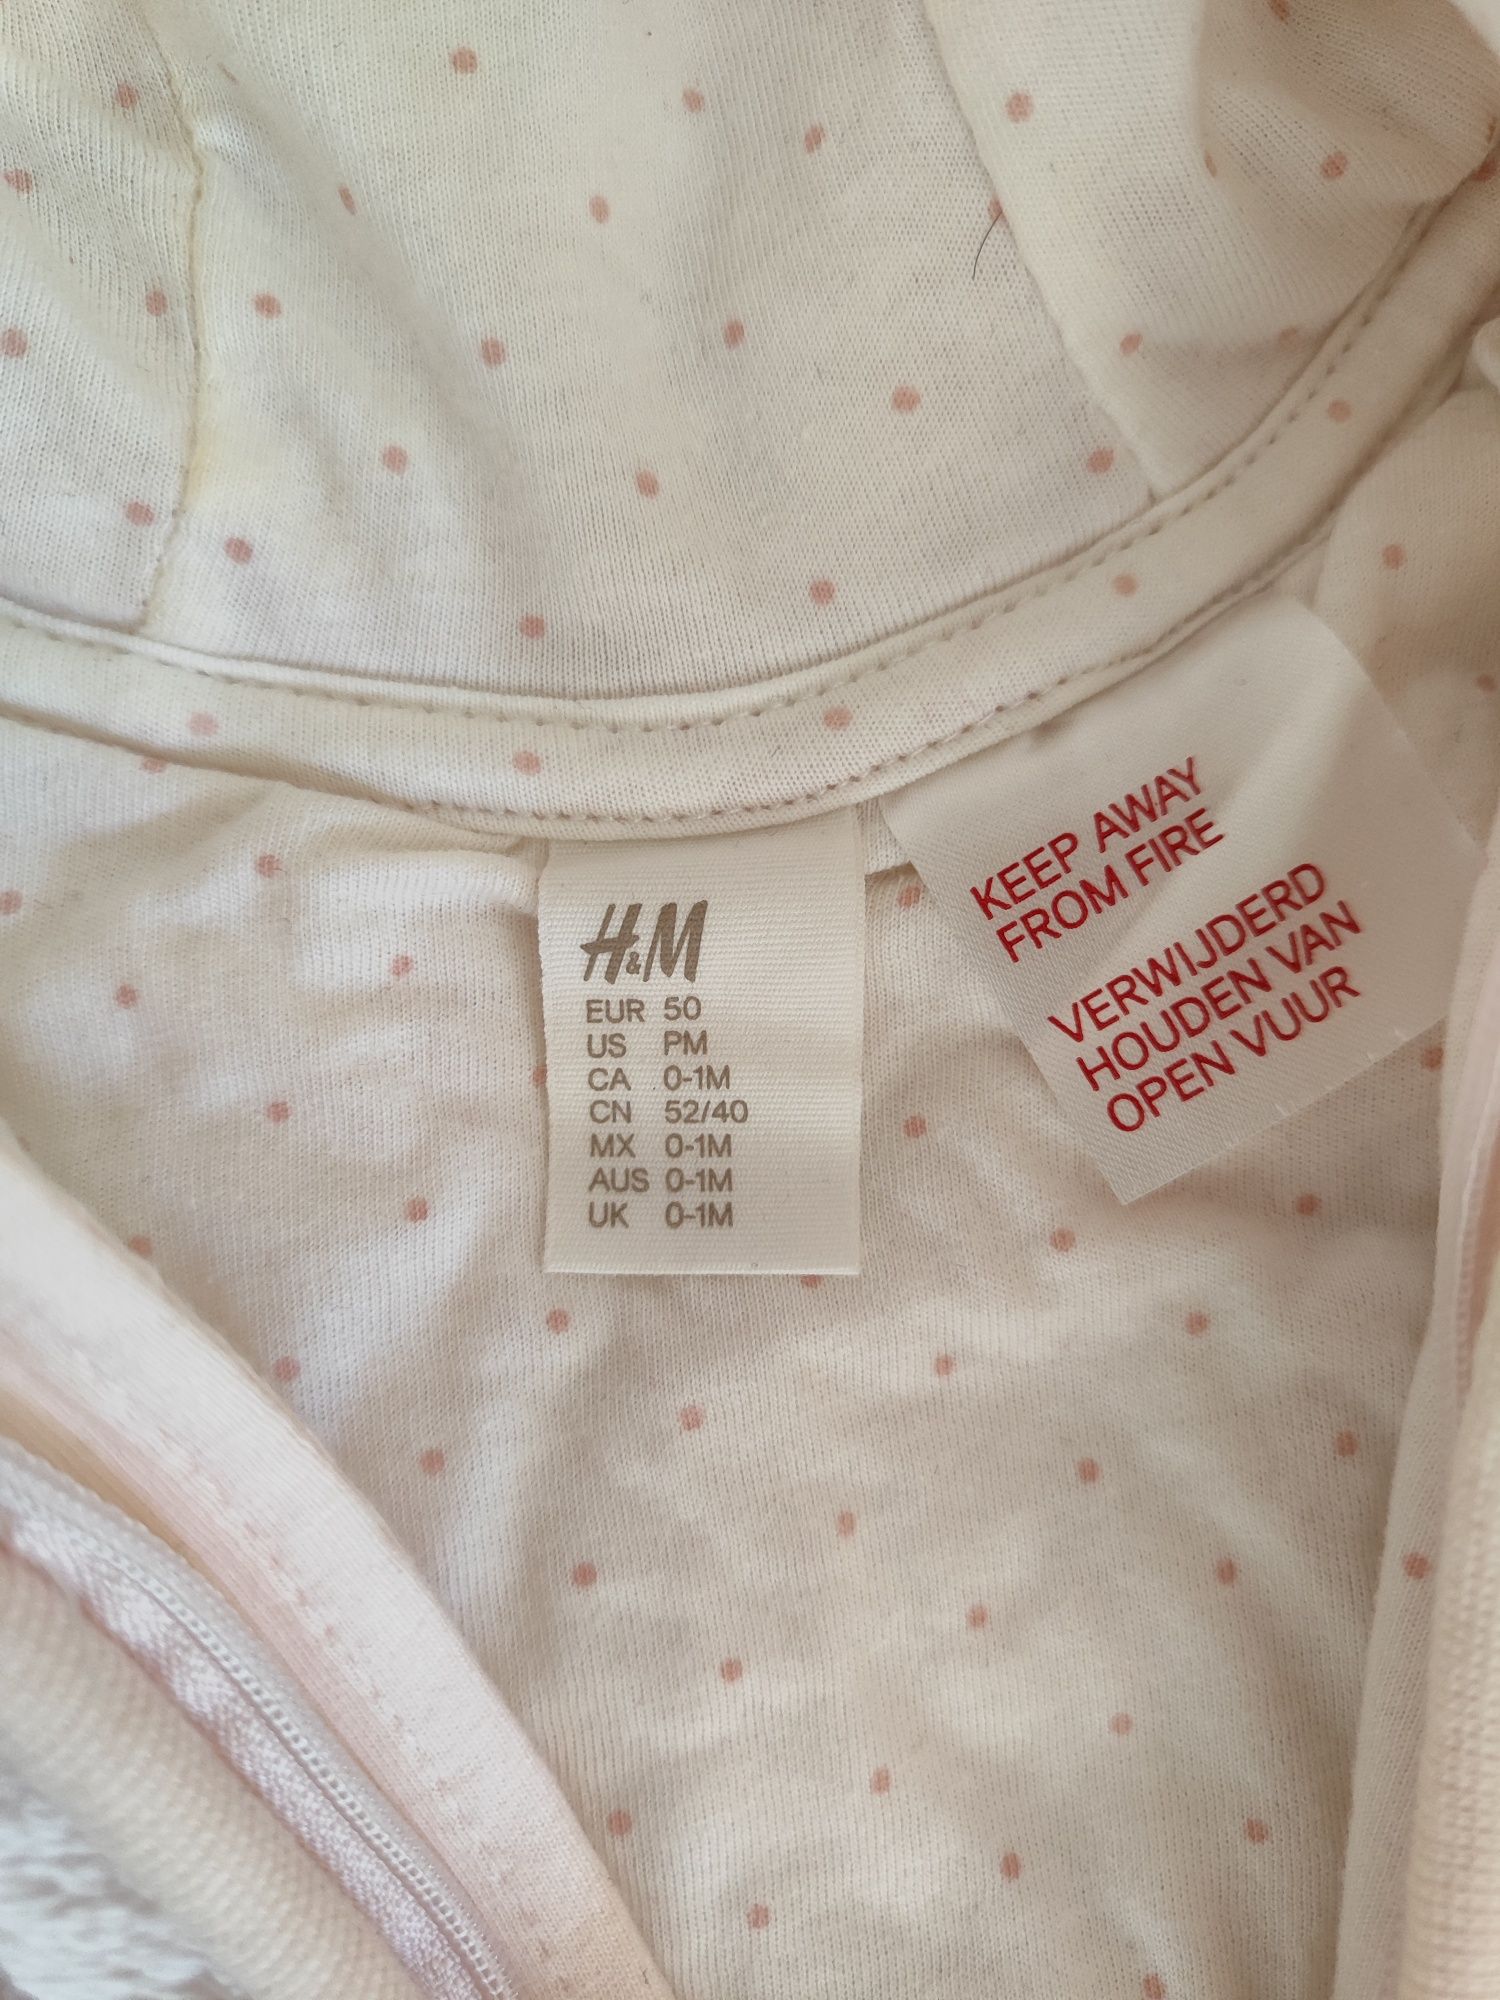 H&M
EUR 50
US PM
CA 0-1M
CN 52/40
MX 0-1M
AUS 0-1M
UK 0-1M
KEEP AWAY
FROM FIRE
VERWIJDERD
HOUDEN VAN
OPEN VUUR